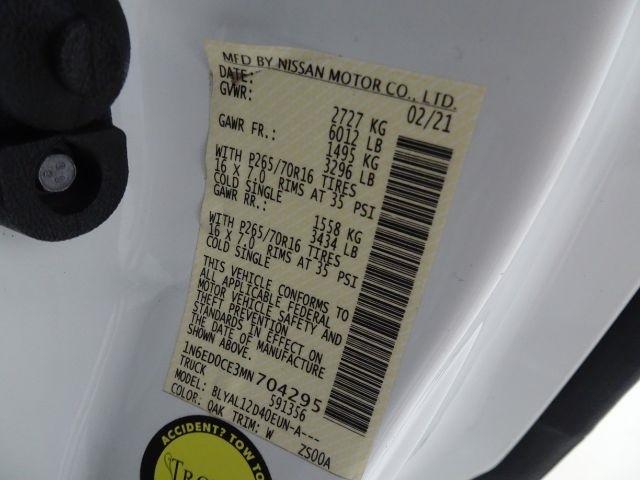 MFD BY NISSAN MOTOR CO., LTD.
DATE: 02/21
GVWR: 2727 KG
6012 LB
GAWR FR.: 1495 KG
3296 LB
WITH P265/70R16 TIRES
16 X 7.0 RIMS AT 35 PSI
COLD SINGLE
GAWR RR.: 1558 KG
3434 LB
WITH P265/70R16 TIRES
16 X 7.0 RIMS AT 35 PSI
COLD SINGLE
THIS VEHICLE CONFORMS TO
ALL APPLICABLE FEDERAL
MOTOR VEHICLE SAFETY AND
THEFT PREVENTION
STANDARDS IN EFFECT ON
THE DATE OF MANUFACTURE
SHOWN ABOVE.
1N6ED0CE3MN704295
TRUCK 591356
MODEL: BLYAL12D40EUN-A---
COLOR: QAK TRIM: W ZS00A
ACCIDENT? TOW TO